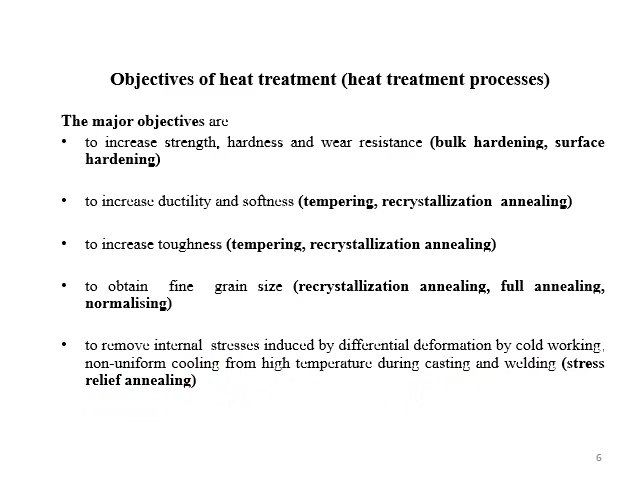 Objectives of heat treatment (heat treatment processes)
The major objectives are
• to increase strength, hardness and wear resistance (bulk hardening, surface
hardening)
• to increase ductility and softness (tempering, recrystallization annealing)
• to increase toughness (tempering, recrystallization annealing)
• to obtain fine grain size (recrystallization annealing, full annealing,
normalising)
• to remove internal stresses induced by differential deformation by cold working,
non-uniform cooling from high temperature during casting and welding (stress
relief annealing)
6